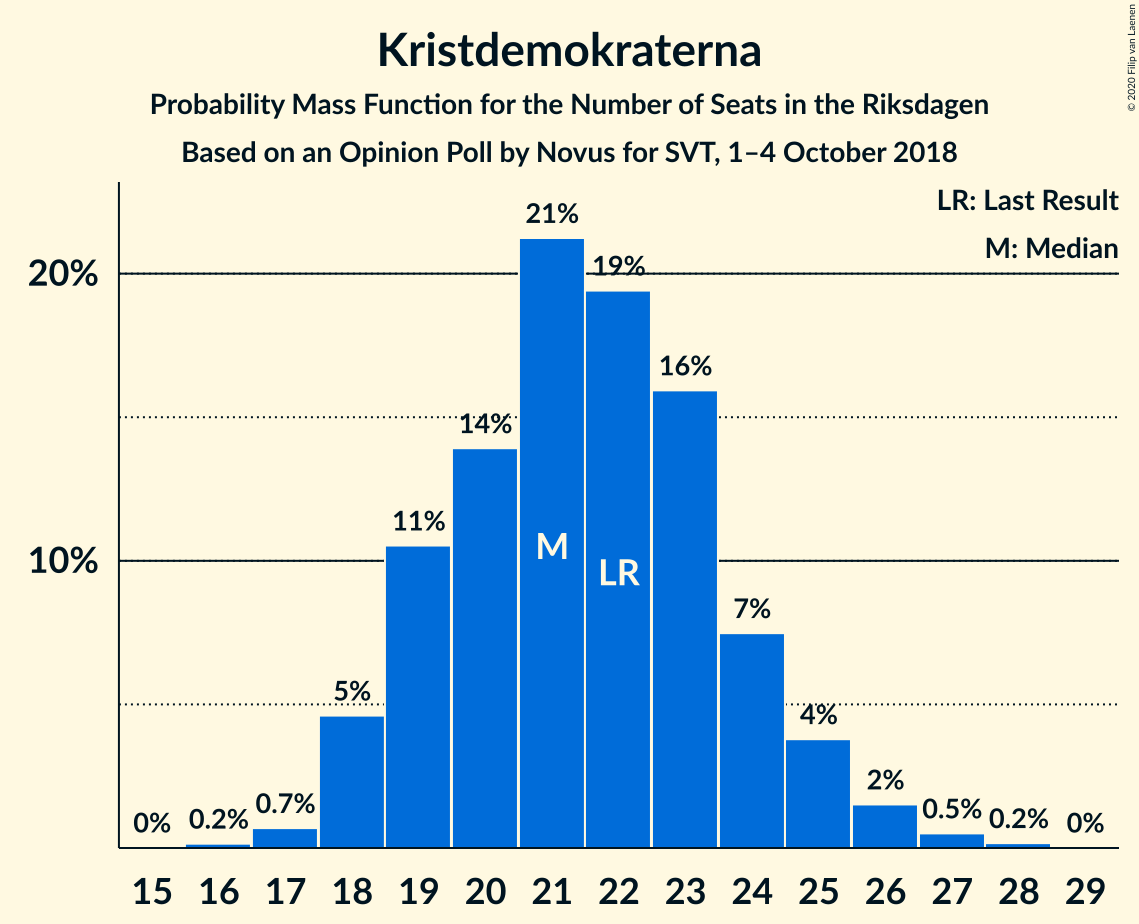 Kristdemokraterna
Probability Mass Function for the Number of Seats in the Riksdagen
Based on an Opinion Poll by Novus for SVT, 1–4 October 2018
© 2020 Filip van Laenen
LR: Last Result
M: Median
20%
10%
0%
0.2%
0.7%
5%
11%
14%
21%
19%
16%
7%
4%
2%
0.5%
0.2%
0%
M
LR
15 16 17 18 19 20 21 22 23 24 25 26 27 28 29